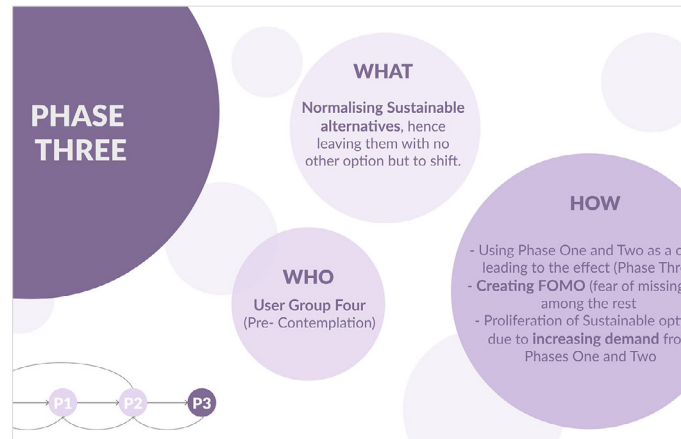 PHASE
THREE
WHAT
Normalising Sustainable
alternatives, hence
leaving them with no
other option but to shift.
WHO
User Group Four
(Pre- Contemplation)
HOW
- Using Phase One and Two as a
leading to the effect (Phase
- Creating FOMO (fear of missing
among the rest
- Proliferation of Sustainable
due to increasing demand
Phases One and Two
P1 P2 P3